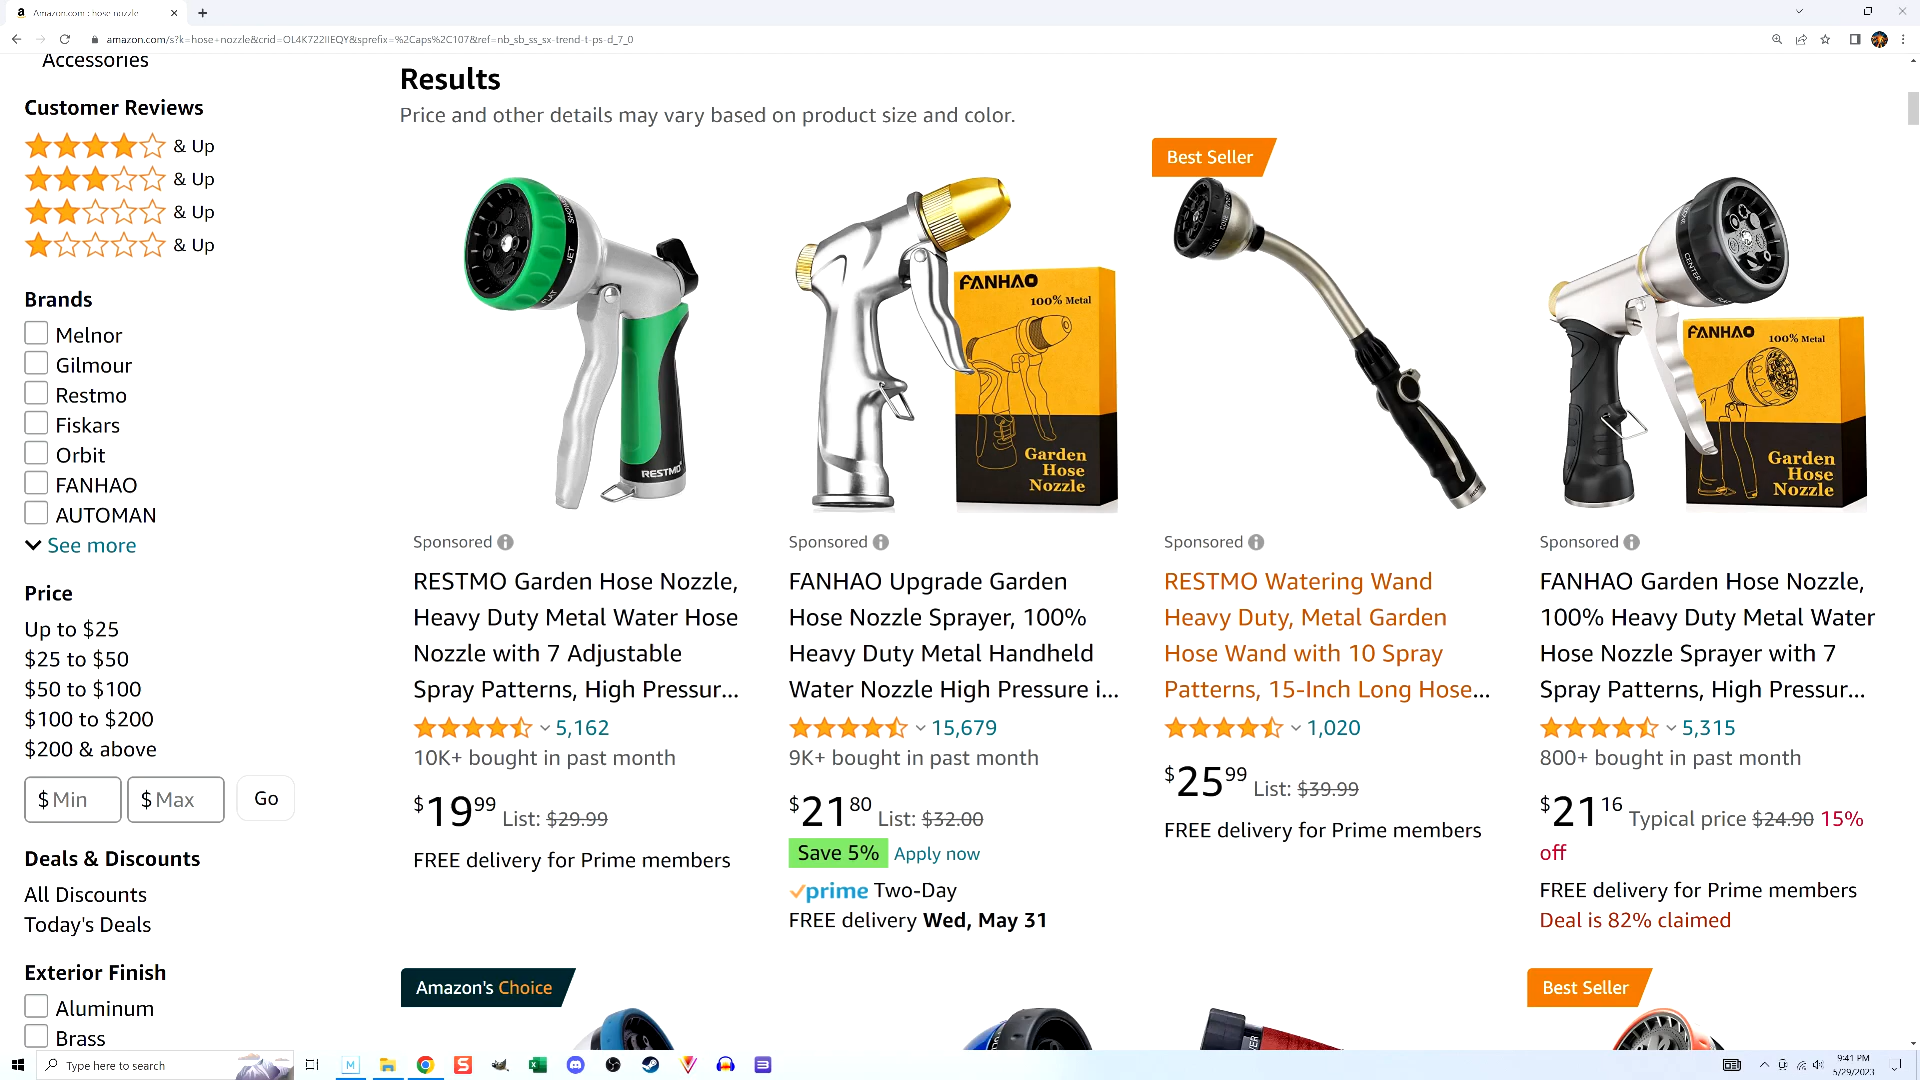 Amazon.com : hose nozzle
amazon.com/s?k=hose+nozzle&crid=OL4K722IIEQY&sprefix=%2Caps%2C107&ref=nb_sb_ss_sx-trend-t-ps-d_7_0
Accessories
Customer Reviews
& Up
& Up
& Up
& Up
Brands
Melnor
Gilmour
Restmo
Fiskars
Orbit
FANHAO
AUTOMAN
See more
Price
Up to $25
$25 to $50
$50 to $100
$100 to $200
$200 & above
$ Min
$ Max
Go
Deals & Discounts
All Discounts
Today's Deals
Exterior Finish
Aluminum
Brass
Results
Price and other details may vary based on product size and color.
JET
FLAT
RESTMO
Sponsored
RESTMO Garden Hose Nozzle,
Heavy Duty Metal Water Hose
Nozzle with 7 Adjustable
Spray Patterns, High Pressur...
5,162
10K+ bought in past month
$19.99 List: $29.99
FREE delivery for Prime members
FANHAO
100% Metal
Garden
Hose
Nozzle
Sponsored
FANHAO Upgrade Garden
Hose Nozzle Sprayer, 100%
Heavy Duty Metal Handheld
Water Nozzle High Pressure i...
15,679
9K+ bought in past month
$21.80 List: $32.00
Save 5% Apply now
prime Two-Day
FREE delivery Wed, May 31
Best Seller
FULL
CONE
Sponsored
RESTMO Watering Wand
Heavy Duty, Metal Garden
Hose Wand with 10 Spray
Patterns, 15-Inch Long Hose...
1,020
$25.99 List: $39.99
FREE delivery for Prime members
CENTER
FLAT
FANHAO
100% Metal
Garden
Hose
Nozzle
Sponsored
FANHAO Garden Hose Nozzle,
100% Heavy Duty Metal Water
Hose Nozzle Sprayer with 7
Spray Patterns, High Pressur...
5,315
800+ bought in past month
$21.16 Typical price $24.90 15%
off
FREE delivery for Prime members
Deal is 82% claimed
Amazon's Choice
Best Seller
Type here to search
9:41 PM
5/29/2023